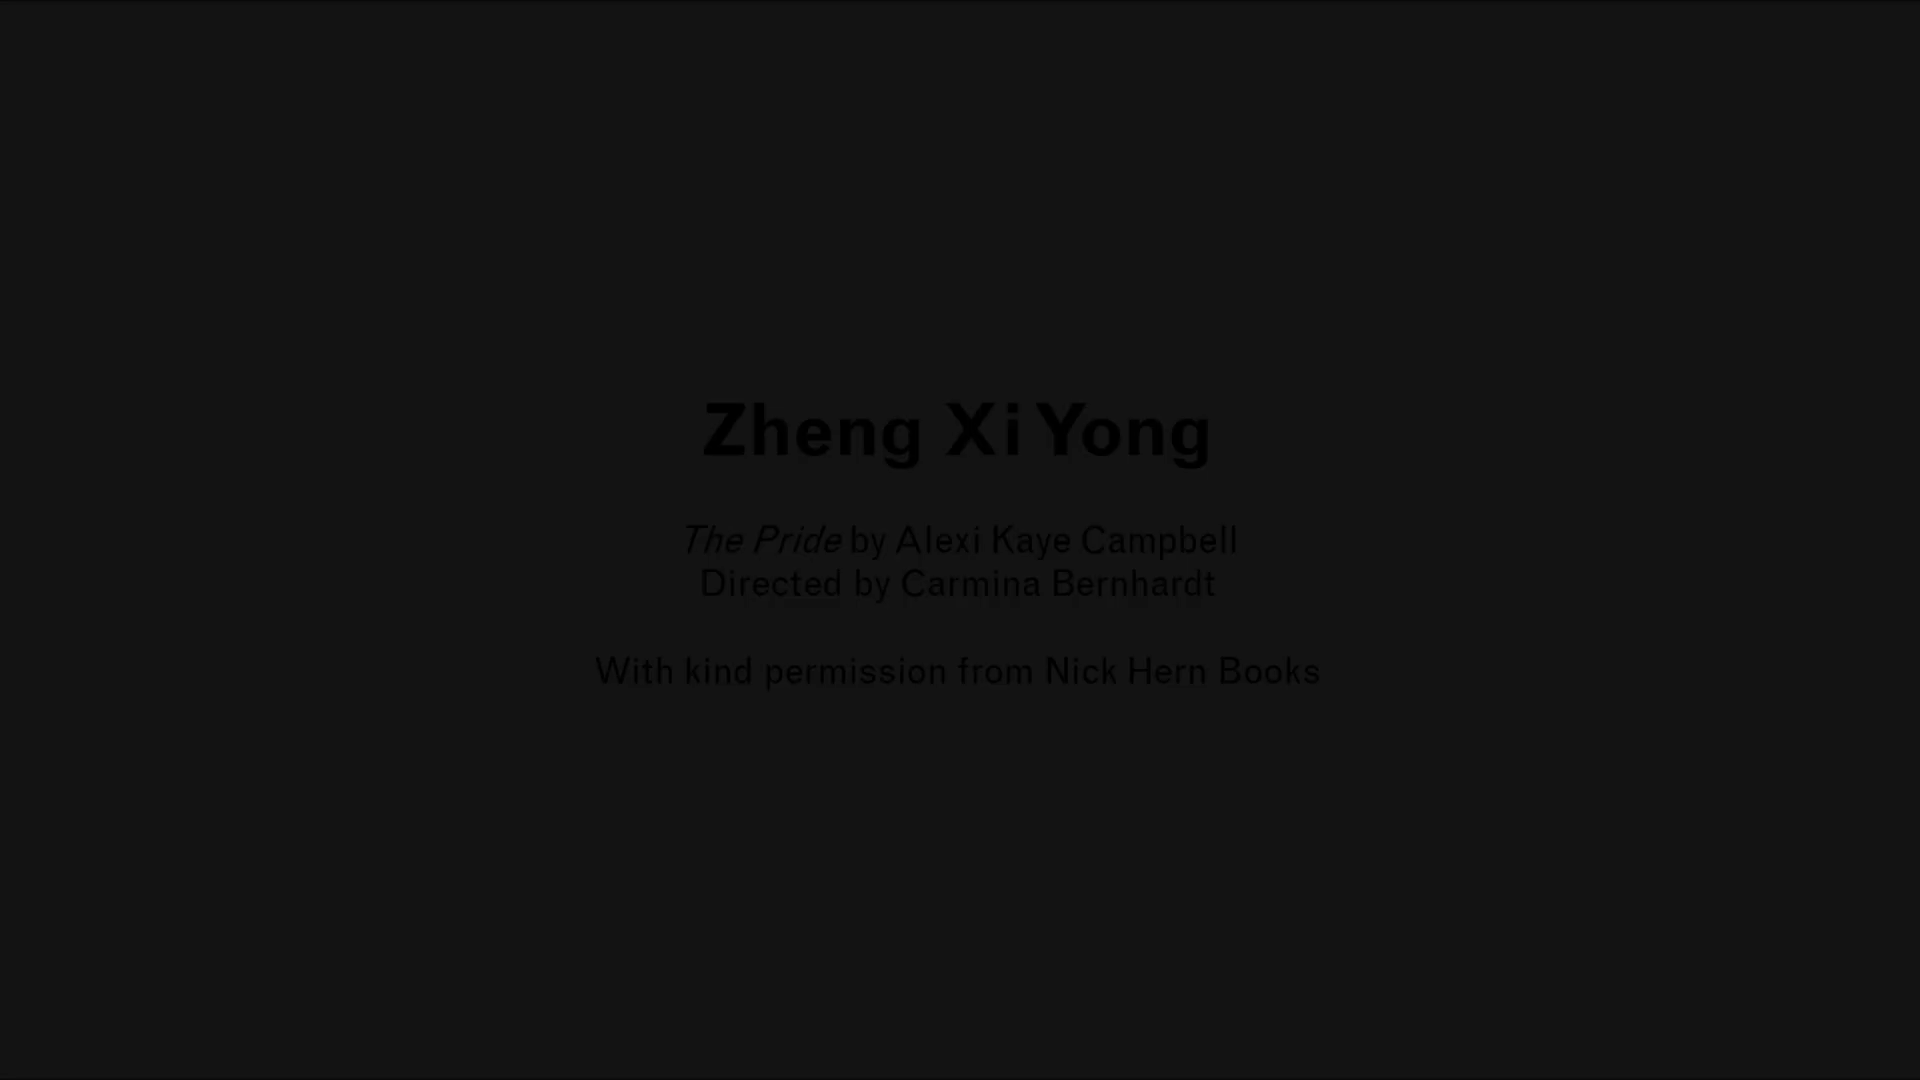 Zheng Xi Yong
The Pride by Alexi Kaye Campbell
Directed by Carmina Bernhardt
With kind permission from Nick Hern Books